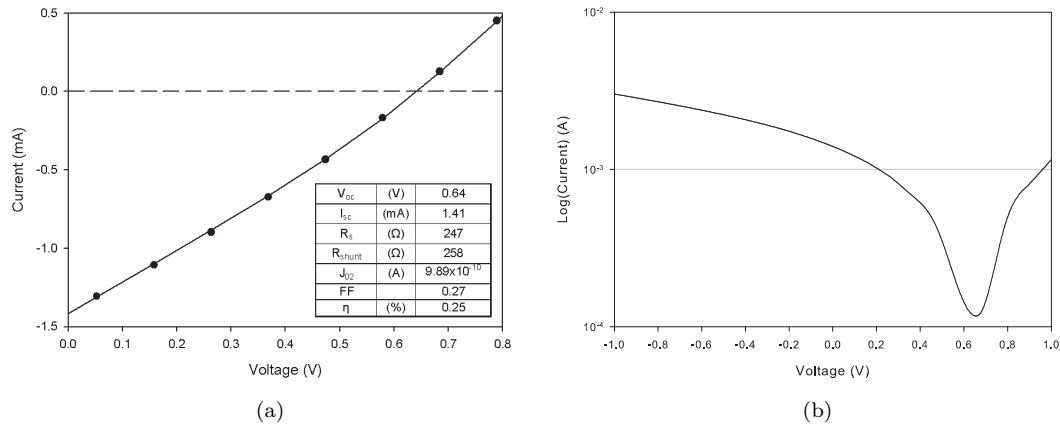 0.5
0.0
-0.5
-1.0
-1.5
Current (mA)
0.0 0.1 0.2 0.3 0.4 0.5 0.6 0.7 0.8
Voltage (V)
Voc (V) 0.64
Isc (mA) 1.41
Rs (Ω) 247
Rshunt (Ω) 258
J02 (A) 9.89x10-10
FF 0.27
η (%) 0.25
(a)
10-2
10-3
10-4
Log(Current) (A)
-1.0 -0.8 -0.6 -0.4 -0.2 0.0 0.2 0.4 0.6 0.8 1.0
Voltage (V)
(b)